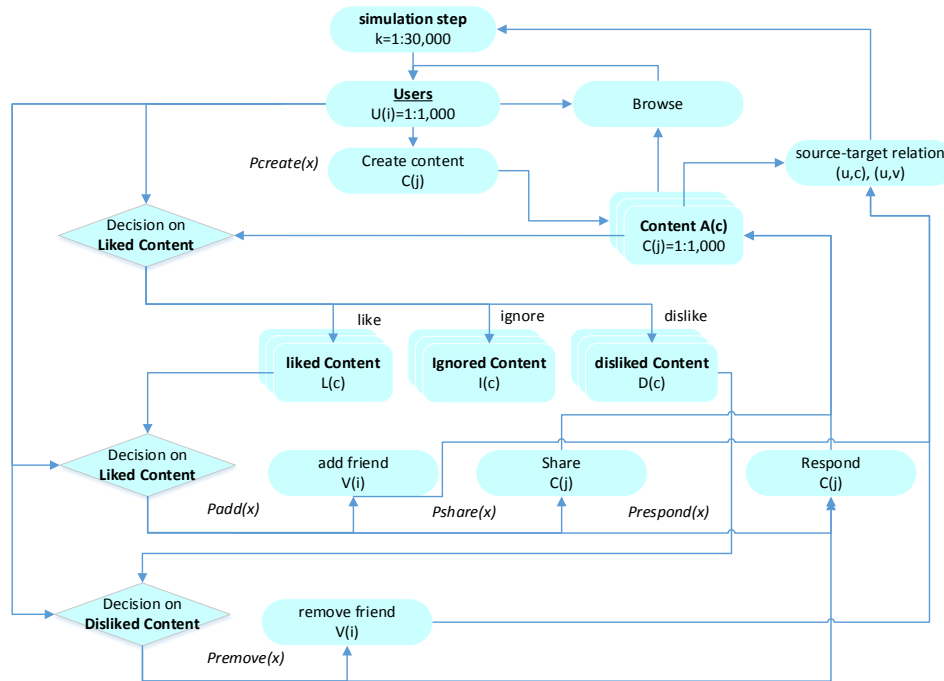 simulation step
k=1:30,000
Users
U(i)=1:1,000
Browse
Pcreate(x)
Create content
C(j)
source-target relation
(u,c), (u,v)
Decision on
Liked Content
Content A(c)
C(j)=1:1,000
like
ignore
dislike
liked Content
L(c)
Ignored Content
I(c)
disliked Content
D(c)
Decision on
Liked Content
add friend
V(i)
Share
C(j)
Respond
C(j)
Padd(x)
Pshare(x)
Prespond(x)
Decision on
Disliked Content
remove friend
V(i)
Premove(x)